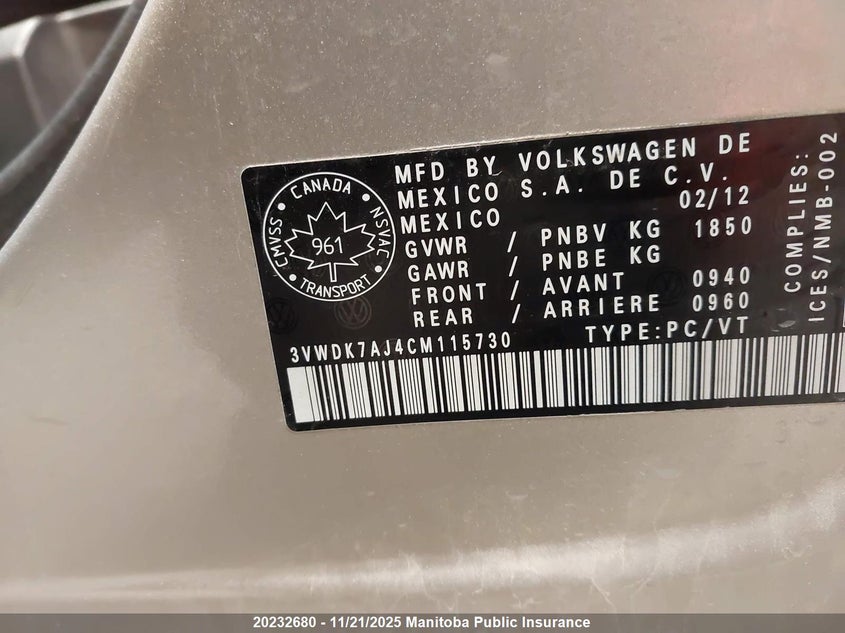 MFD BY VOLKSWAGEN DE
MEXICO S.A. DE C.V.
MEXICO 02/12
GVWR / PNBV KG 1850
GAWR / PNBE KG
FRONT / AVANT 0940
REAR / ARRIERE 0960
3VWDK7AJ4CM115730 TYPE:PC/VT
COMPLIES:
ICES/NMB-002
CANADA
CMVSS
NSVAC
961
TRANSPORT
20232680 - 11/21/2025 Manitoba Public Insurance